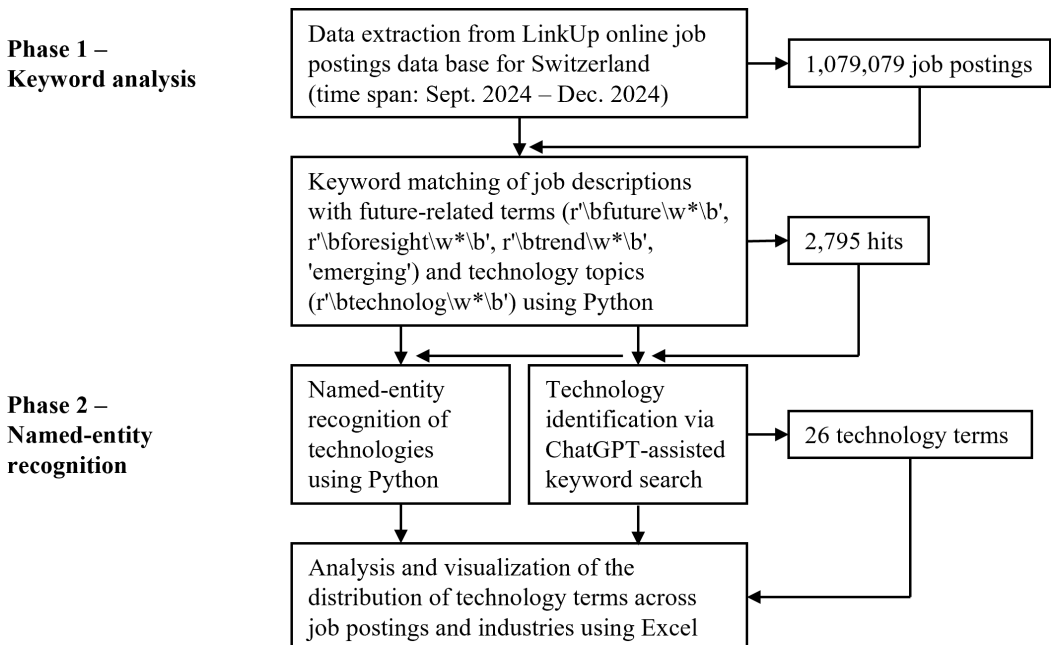 Phase 1 –
Keyword analysis
Data extraction from LinkUp online job
postings data base for Switzerland
(time span: Sept. 2024 – Dec. 2024)
1,079,079 job postings
Keyword matching of job descriptions
with future-related terms (r'\bfuture\w*\b',
r'\bforesight\w*\b', r'\btrend\w*\b',
'emerging') and technology topics
(r'\btechnolog\w*\b') using Python
2,795 hits
Phase 2 –
Named-entity
recognition
Named-entity
recognition of
technologies
using Python
Technology
identification via
ChatGPT-assisted
keyword search
26 technology terms
Analysis and visualization of the
distribution of technology terms across
job postings and industries using Excel